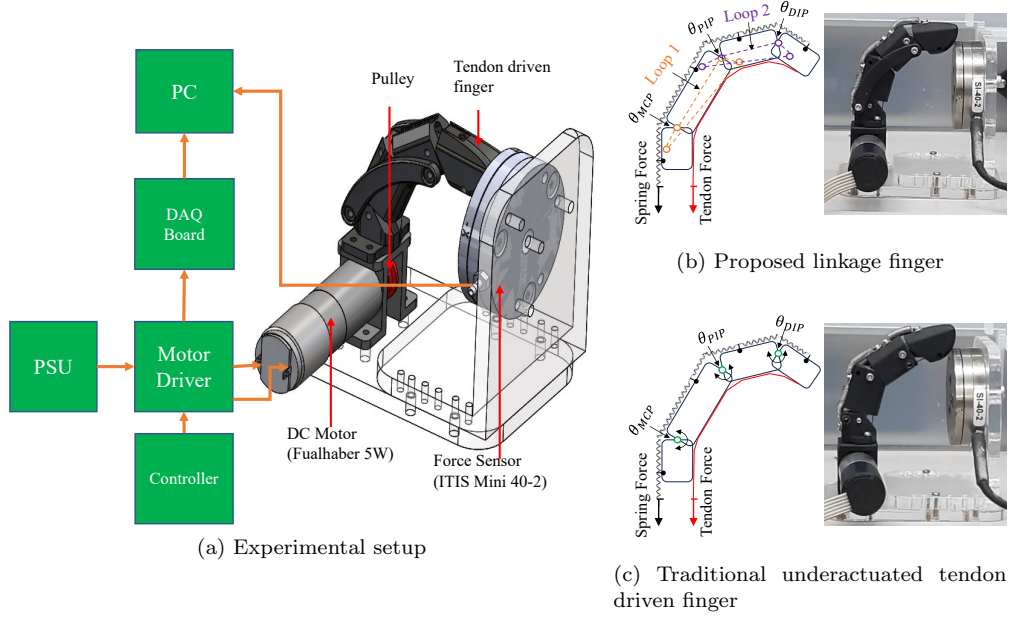 PC
DAQ
Board
PSU
Motor
Driver
Controller
Pulley
Tendon driven
finger
DC Motor
(Fualhaber 5W)
Force Sensor
(ITIS Mini 40-2)
(a) Experimental setup
θMCP
θPIP
θDIP
Loop 1
Loop 2
Spring Force
Tendon Force
SI-40-2
(b) Proposed linkage finger
θMCP
θPIP
θDIP
Spring Force
Tendon Force
SI-40-2
(c) Traditional underactuated tendon
driven finger